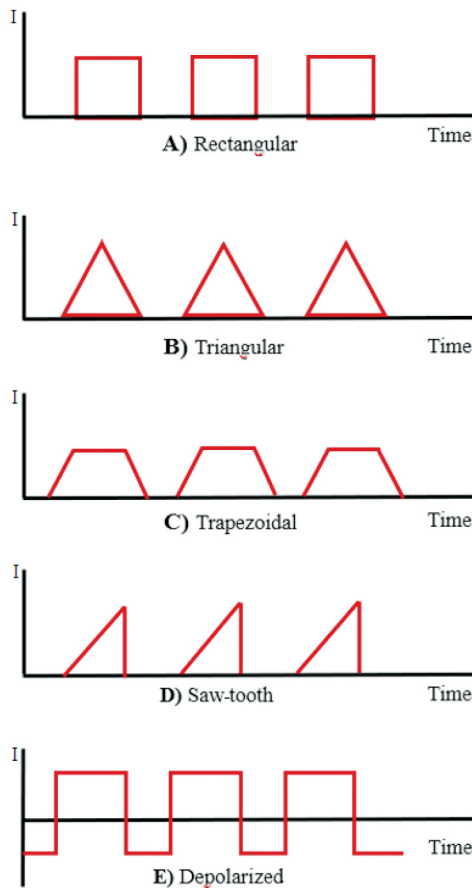 I
Time
A) Rectangular
I
Time
B) Triangular
I
Time
C) Trapezoidal
I
Time
D) Saw-tooth
I
Time
E) Depolarized